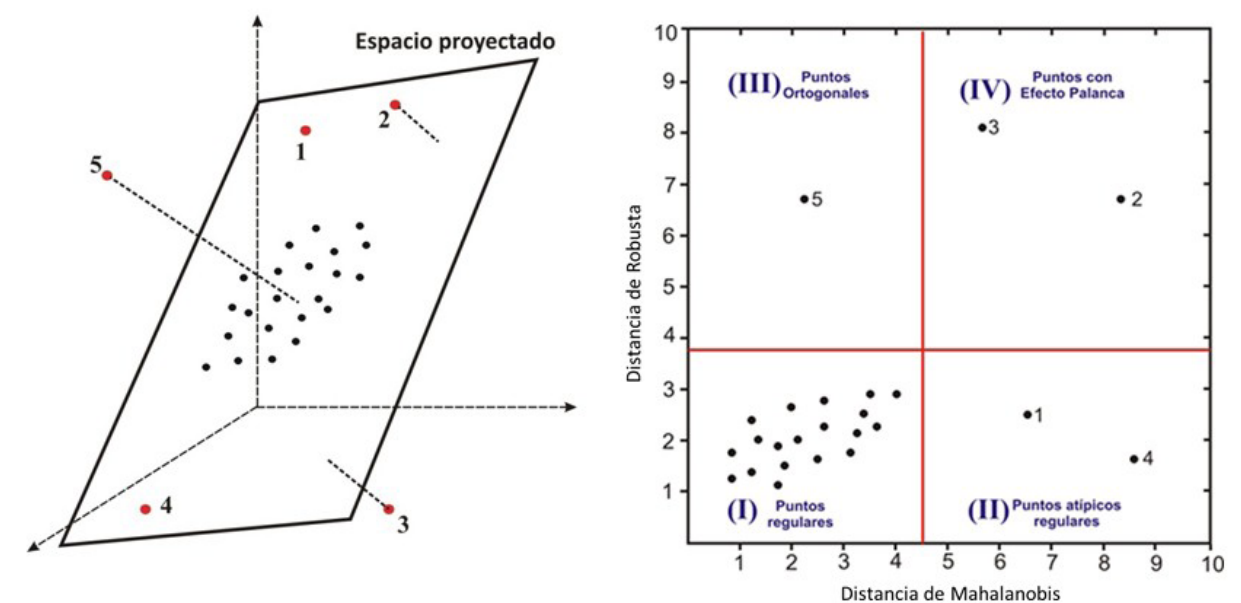 Espacio proyectado
5
2
1
4
3
10
9
8
7
6
5
4
3
2
1
Distancia de Robusta
(III) Puntos
Ortogonales
(IV) Puntos con
Efecto Palanca
3
5
2
1
4
(I) Puntos
regulares
(II) Puntos atípicos
regulares
1 2 3 4 5 6 7 8 9 10
Distancia de Mahalanobis